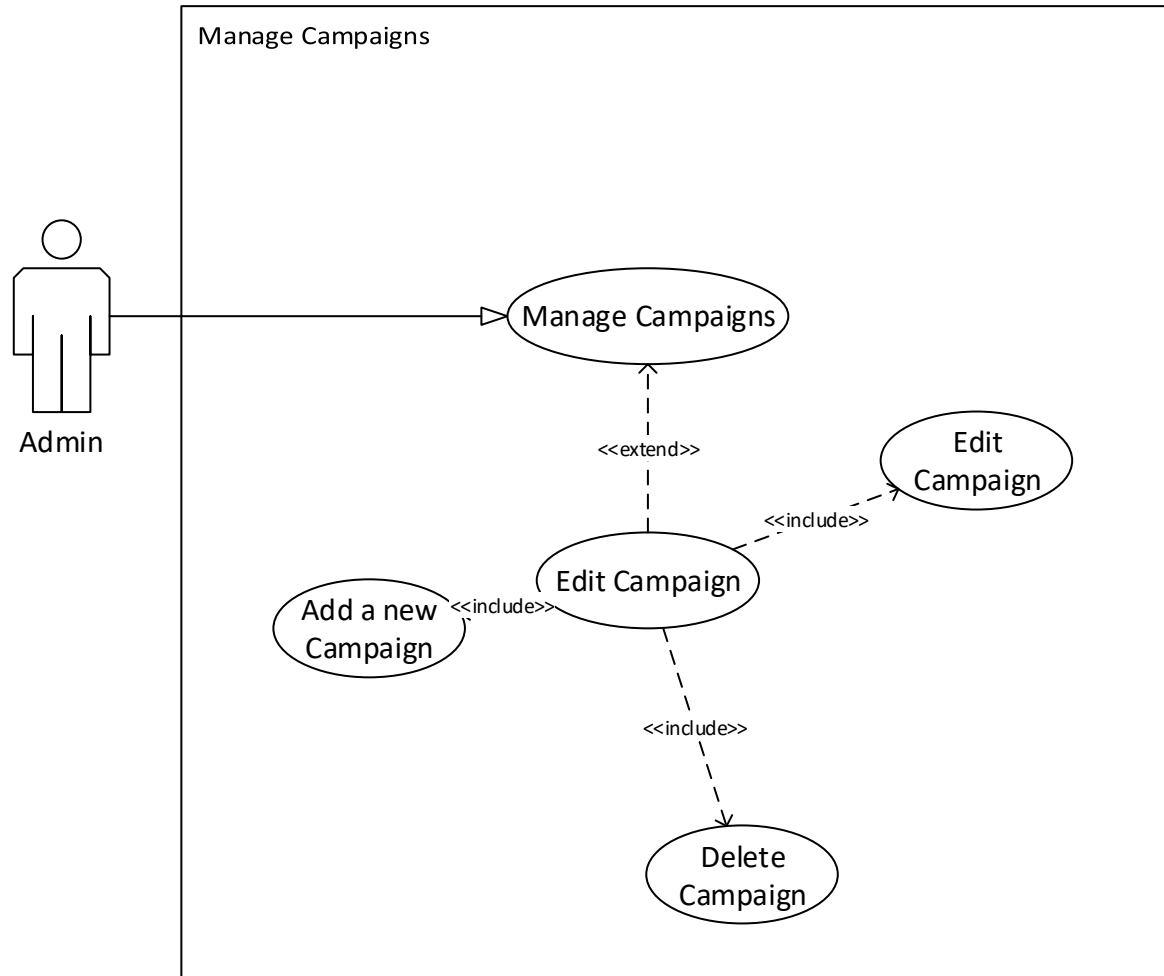 Manage Campaigns
Manage Campaigns
Admin
<<extend>>
Edit
Campaign
<<include>>
Edit Campaign
<<include>>
Add a new
Campaign
<<include>>
Delete
Campaign